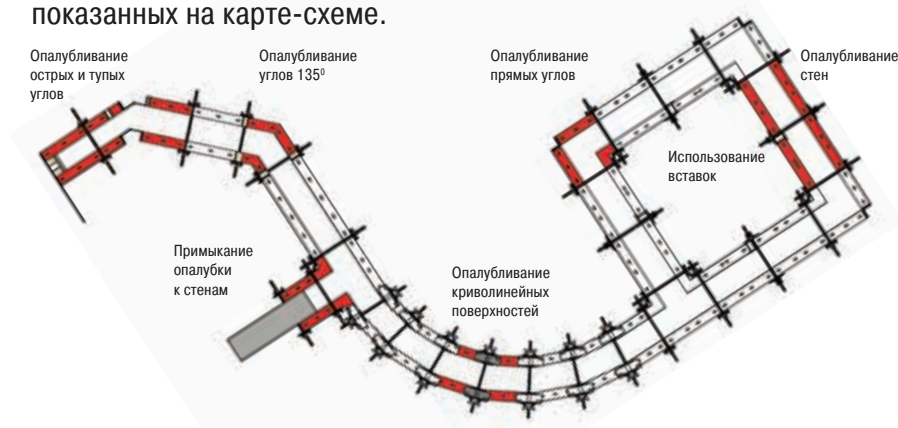 показанных на карте-схеме.
Опалубливание
острых и тупых
углов
Опалубливание
углов 135⁰
Опалубливание
прямых углов
Опалубливание
стен
Использование
вставок
Примыкание
опалубки
к стенам
Опалубливание
криволинейных
поверхностей